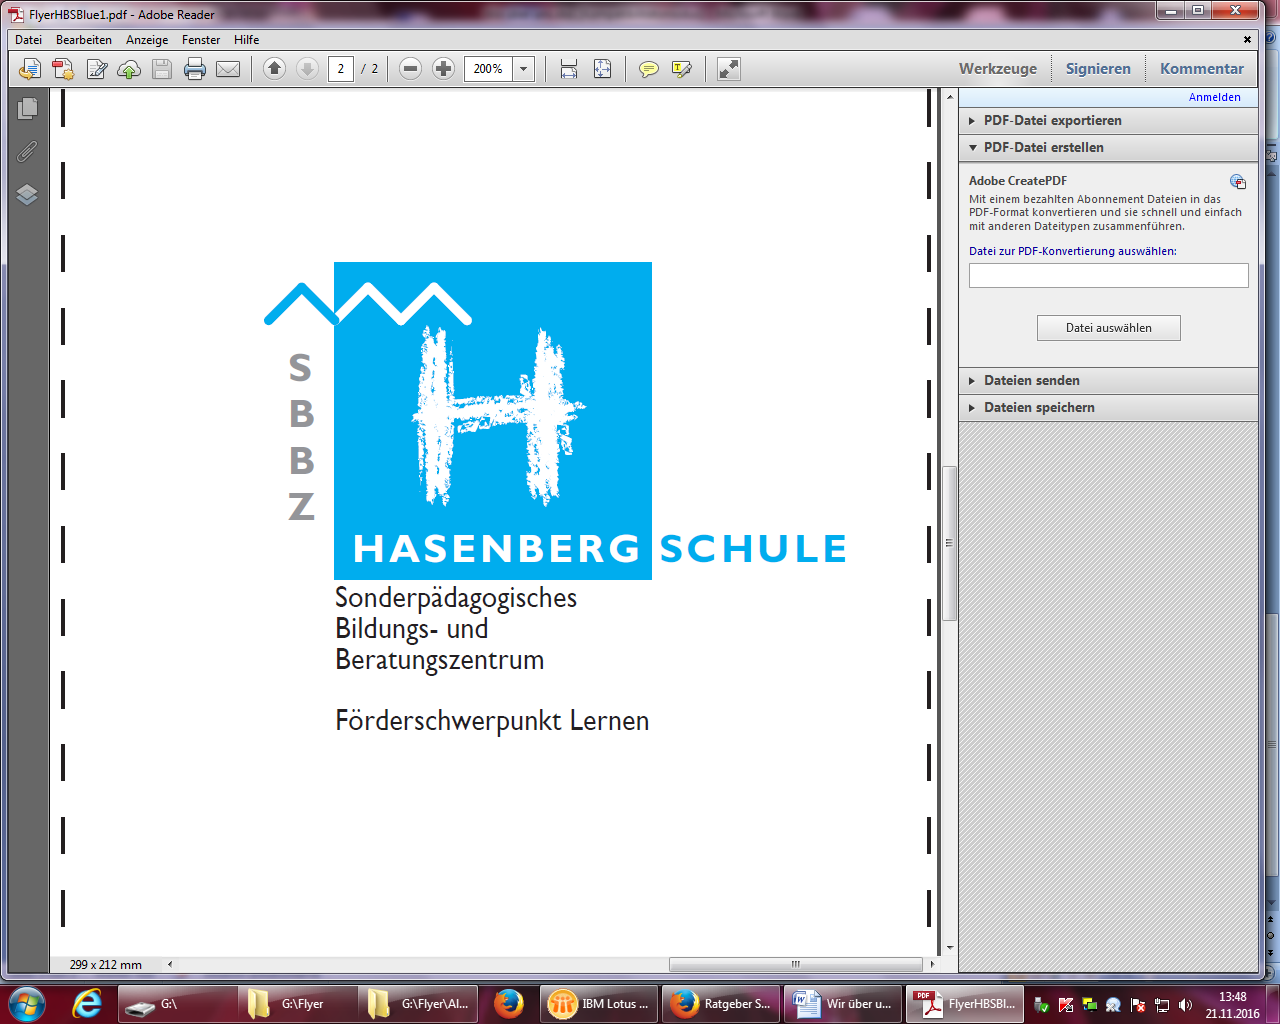 FlyerHBSBlue1.pdf - Adobe Reader
Datei Bearbeiten Anzeige Fenster Hilfe
2 / 2 200% Werkzeuge Signieren Kommentar
Anmelden
PDF-Datei exportieren
PDF-Datei erstellen
Adobe CreatePDF
Mit einem bezahlten Abonnement Dateien in das
PDF-Format konvertieren und sie schnell und einfach
mit anderen Dateitypen zusammenführen.
Datei zur PDF-Konvertierung auswählen:
Datei auswählen
Dateien senden
Dateien speichern
S
B
B
Z
H
HASENBERG SCHULE
Sonderpädagogisches
Bildungs- und
Beratungszentrum
Förderschwerpunkt Lernen
299 x 212 mm
G:\ G:\Flyer G:\Flyer\Al... IBM Lotus ... Ratgeber S... Wir über u... FlyerHBSBl... 13:48
21.11.2016